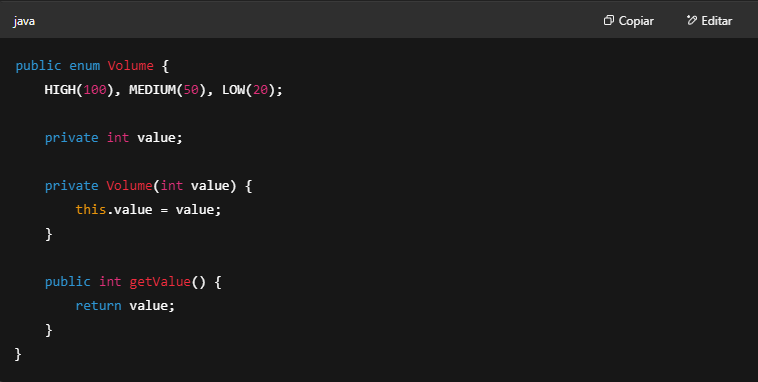 java Copiar Editar
public enum Volume {
    HIGH(100), MEDIUM(50), LOW(20);

    private int value;

    private Volume(int value) {
        this.value = value;
    }

    public int getValue() {
        return value;
    }
}